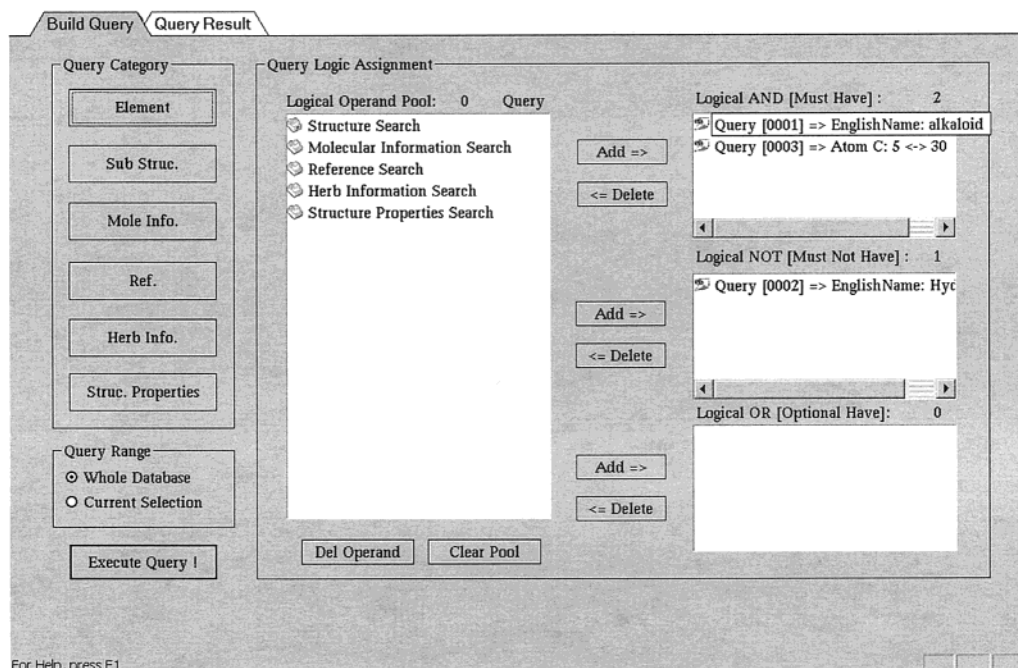 Build Query
Query Result
Query Category
Element
Sub Struc.
Mole Info.
Ref.
Herb Info.
Struc. Properties
Query Range
Whole Database
Current Selection
Execute Query !
Query Logic Assignment
Logical Operand Pool: 0 Query
Structure Search
Molecular Information Search
Reference Search
Herb Information Search
Structure Properties Search
Del Operand
Clear Pool
Add =>
<= Delete
Add =>
<= Delete
Add =>
<= Delete
Logical AND [Must Have] : 2
Query [0001] => EnglishName: alkaloid
Query [0003] => Atom C: 5 <-> 30
Logical NOT [Must Not Have] : 1
Query [0002] => EnglishName: Hyd
Logical OR [Optional Have]: 0
For Help, press F1